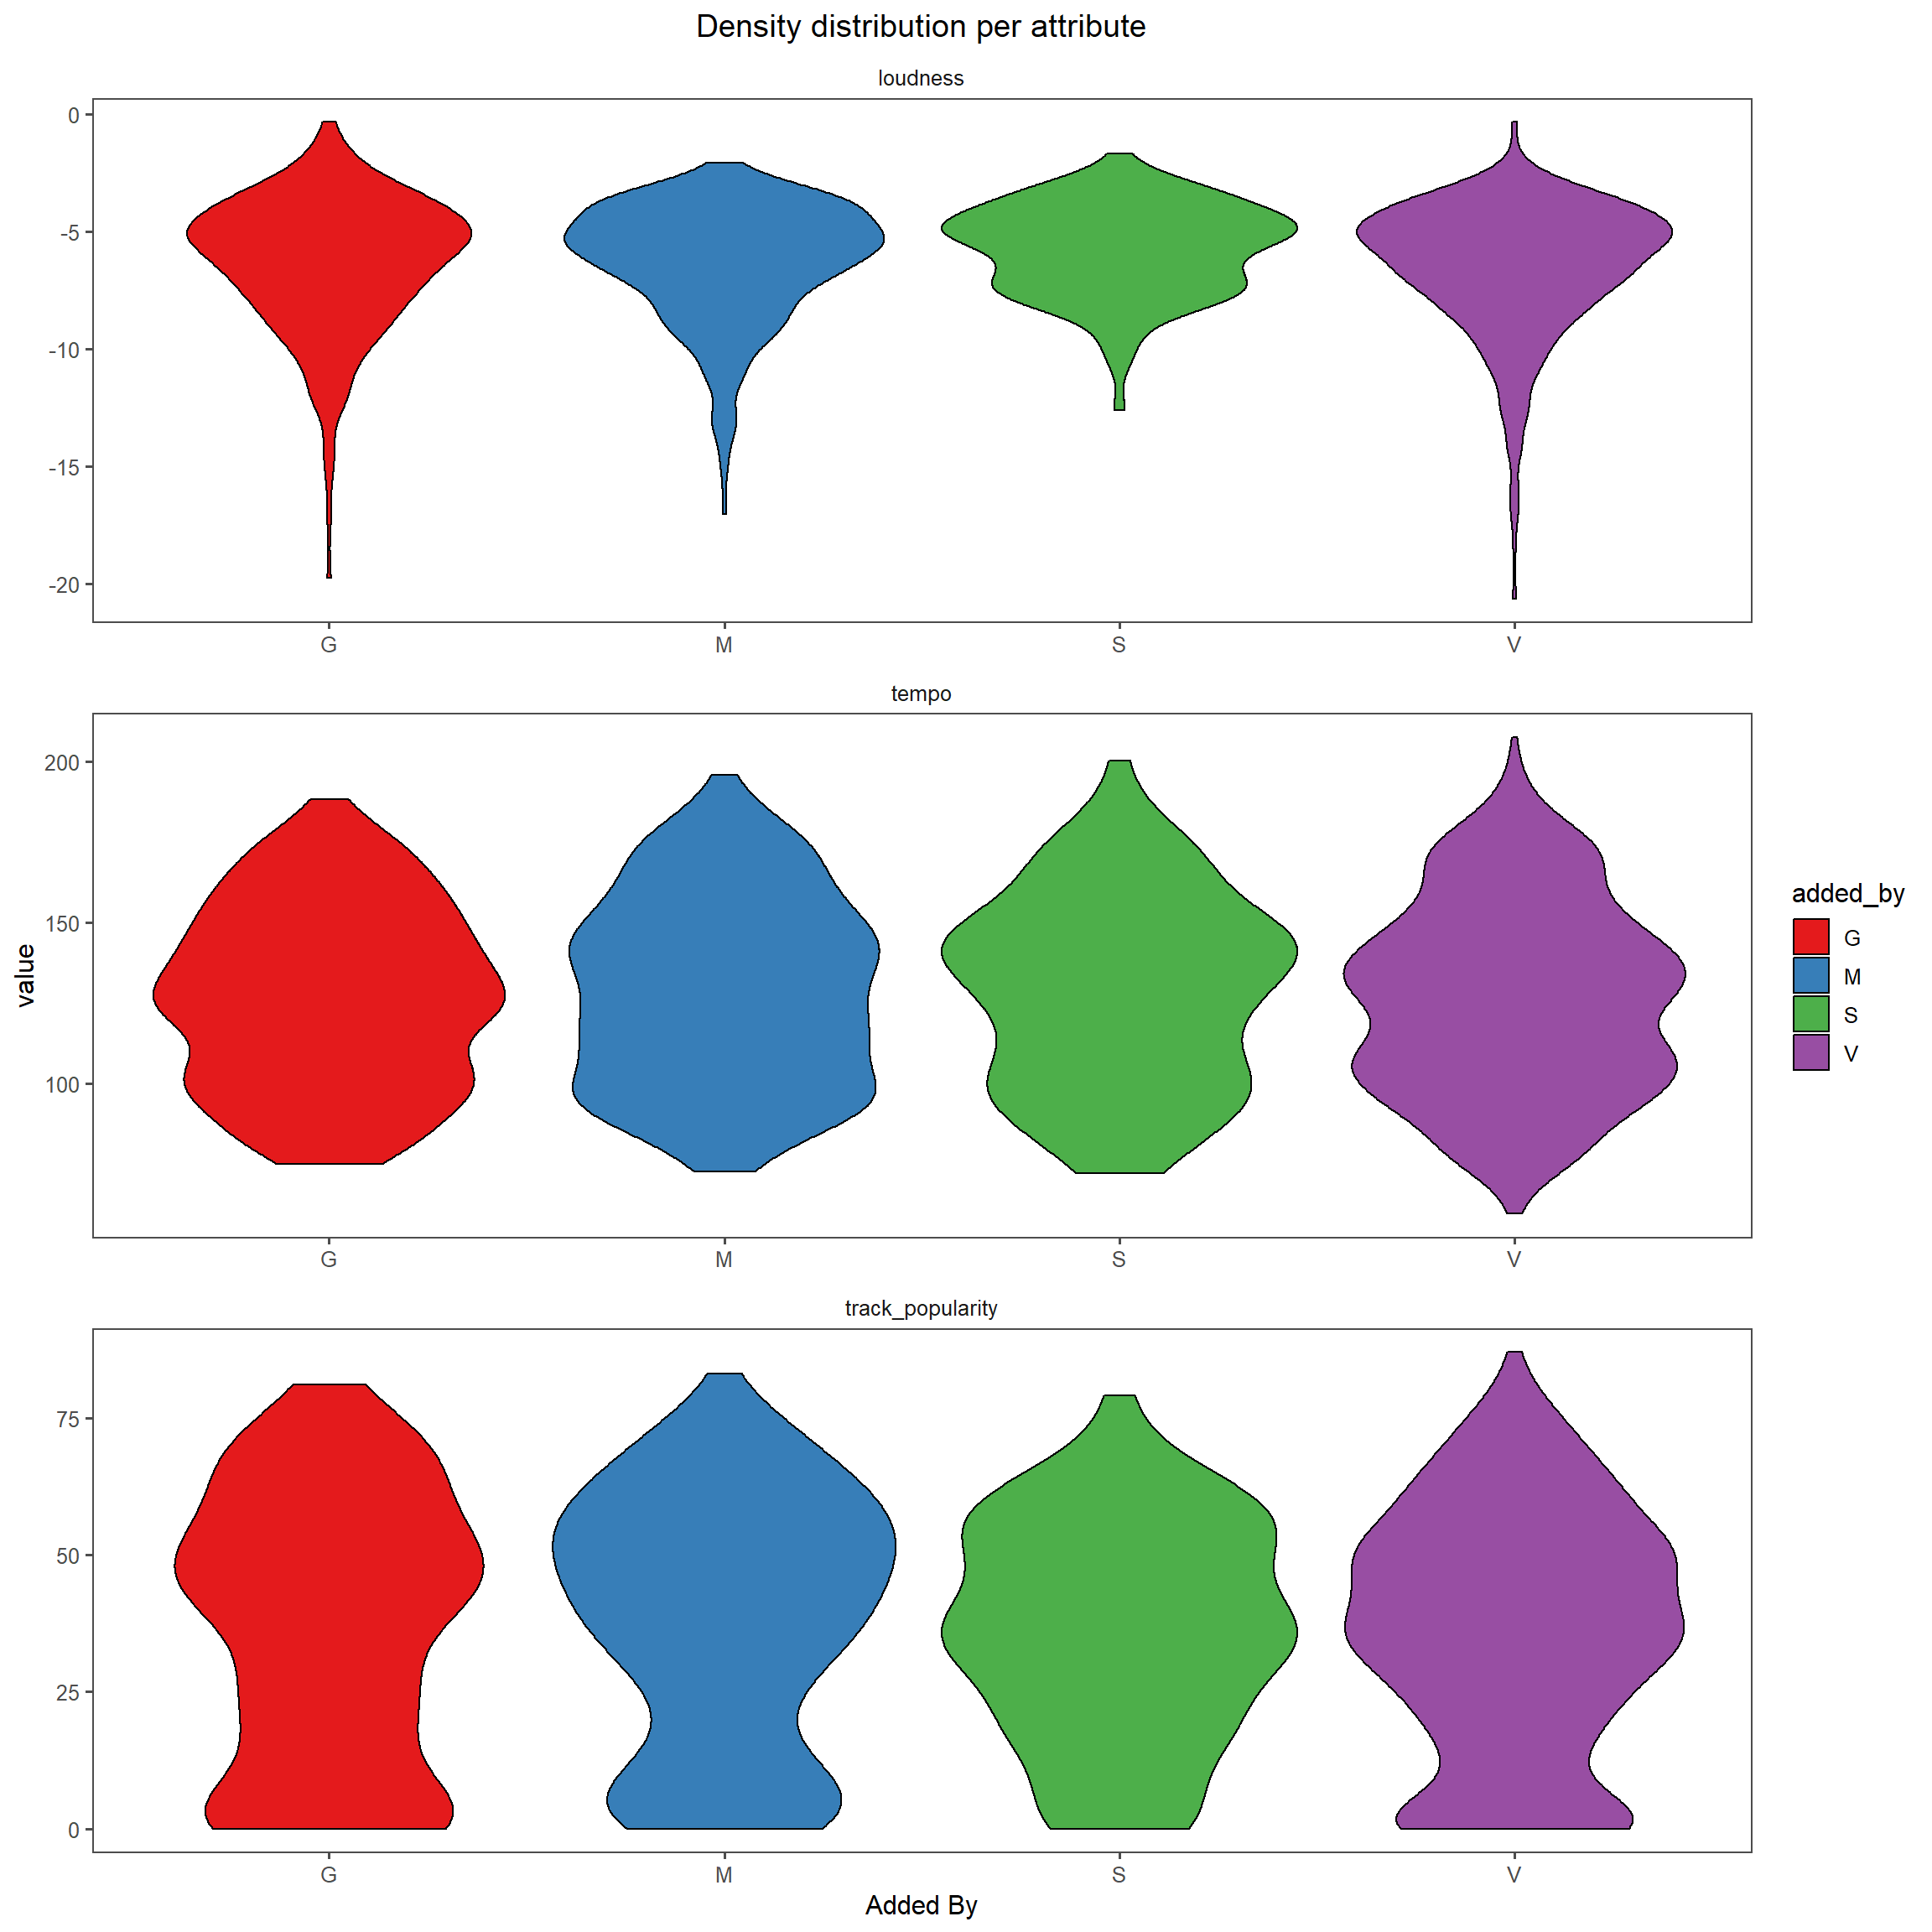 Density distribution per attribute
loudness
0
-5
-10
-15
-20
G M S V
tempo
200
150
100
value
G M S V
added_by
G
M
S
V
track_popularity
75
50
25
0
G M S V
Added By